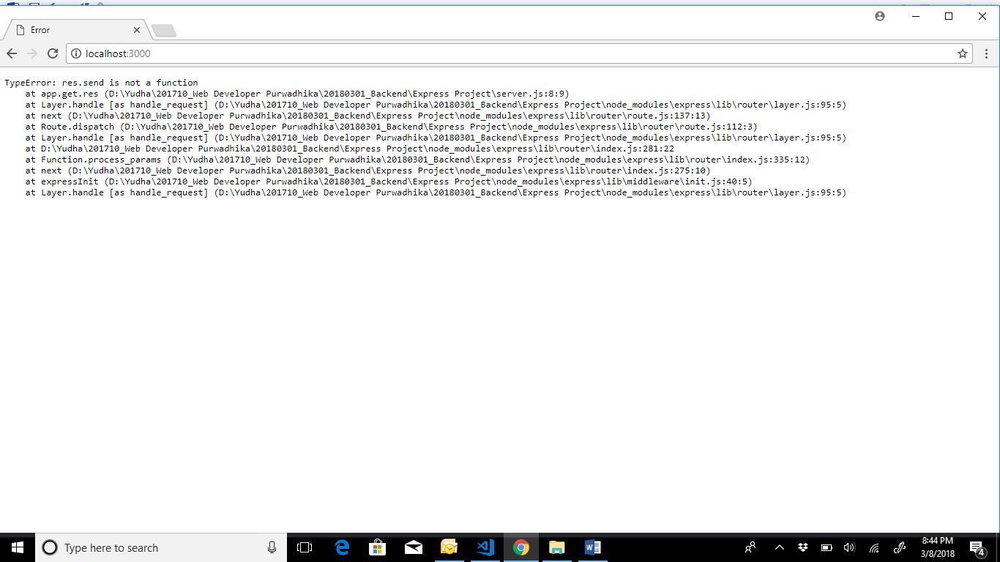 Error
localhost:3000
TypeError: res.send is not a function
at app.get.res (D:\Yudha\201710_Web Developer Purwadhika\20180301_Backend\Express Project\server.js:8:9)
at Layer.handle [as handle_request] (D:\Yudha\201710_Web Developer Purwadhika\20180301_Backend\Express Project\node_modules\express\lib\router\layer.js:95:5)
at next (D:\Yudha\201710_Web Developer Purwadhika\20180301_Backend\Express Project\node_modules\express\lib\router\route.js:137:13)
at Route.dispatch (D:\Yudha\201710_Web Developer Purwadhika\20180301_Backend\Express Project\node_modules\express\lib\router\route.js:112:3)
at Layer.handle [as handle_request] (D:\Yudha\201710_Web Developer Purwadhika\20180301_Backend\Express Project\node_modules\express\lib\router\layer.js:95:5)
at D:\Yudha\201710_Web Developer Purwadhika\20180301_Backend\Express Project\node_modules\express\lib\router\index.js:281:22
at Function.process_params (D:\Yudha\201710_Web Developer Purwadhika\20180301_Backend\Express Project\node_modules\express\lib\router\index.js:335:12)
at next (D:\Yudha\201710_Web Developer Purwadhika\20180301_Backend\Express Project\node_modules\express\lib\router\index.js:275:10)
at expressInit (D:\Yudha\201710_Web Developer Purwadhika\20180301_Backend\Express Project\node_modules\express\lib\middleware\init.js:40:5)
at Layer.handle [as handle_request] (D:\Yudha\201710_Web Developer Purwadhika\20180301_Backend\Express Project\node_modules\express\lib\router\layer.js:95:5)
Type here to search
8:44 PM
3/8/2018
4